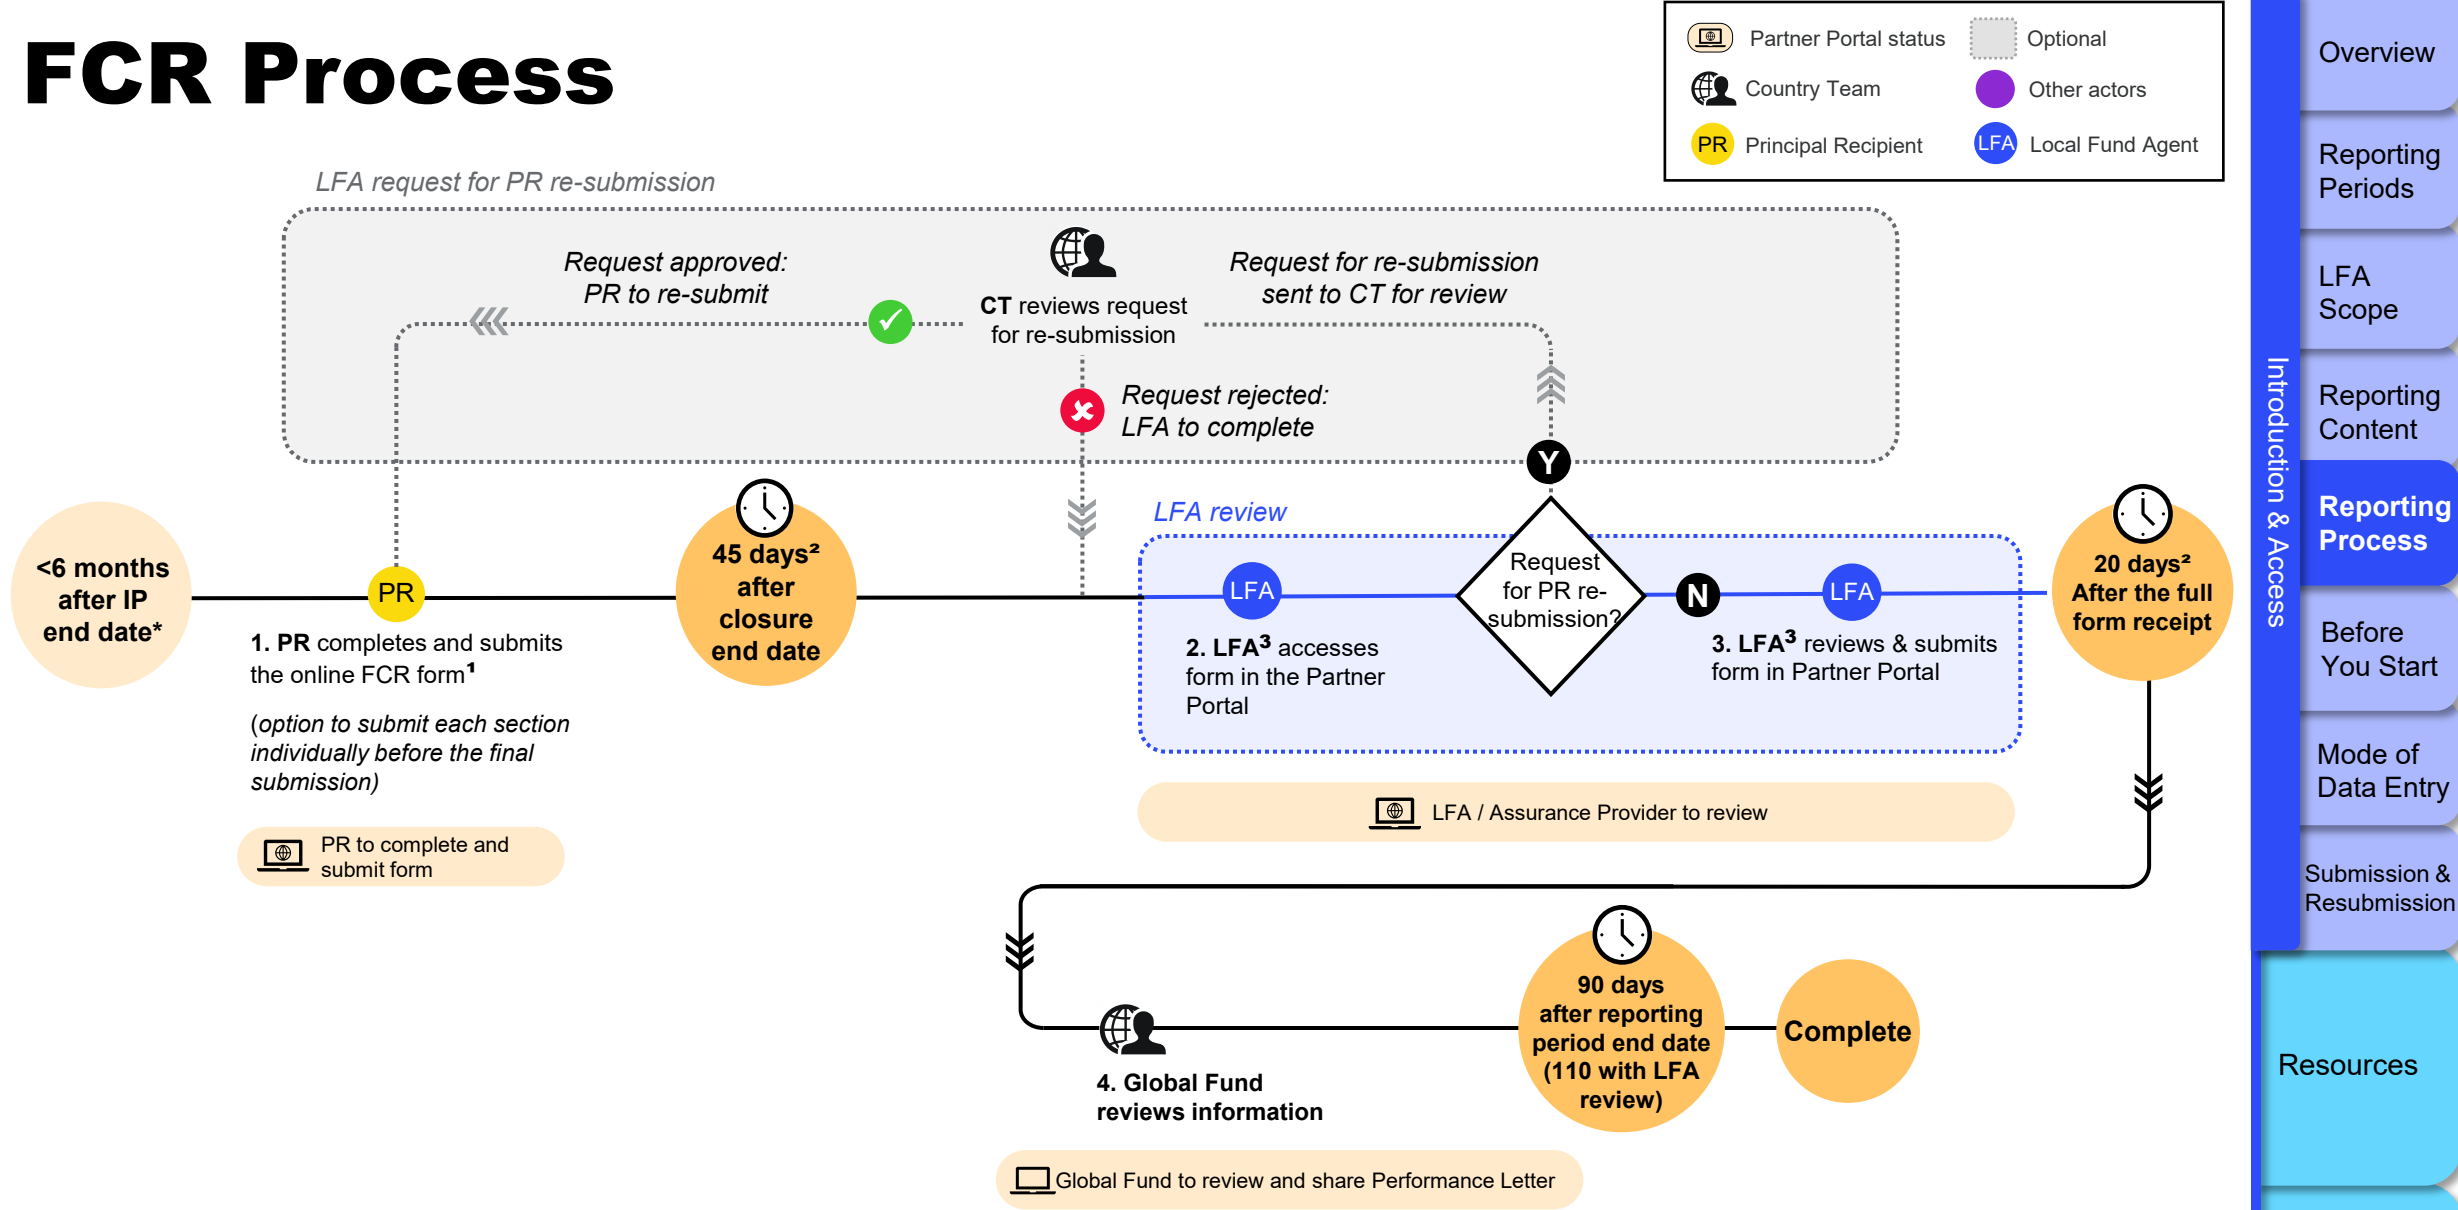 FCR Process
Partner Portal status
Optional
Country Team
Other actors
PR
Principal Recipient
LFA
Local Fund Agent
LFA request for PR re-submission
Request approved:
PR to re-submit
CT reviews request
for re-submission
Request for re-submission
sent to CT for review
Request rejected:
LFA to complete
Y
<6 months
after IP
end date*
PR
1. PR completes and submits
the online FCR form¹
(option to submit each section
individually before the final
submission)
PR to complete and
submit form
45 days²
after
closure
end date
LFA review
LFA
2. LFA³ accesses
form in the Partner
Portal
Request
for PR re-
submission?
N
LFA
3. LFA³ reviews & submits
form in Partner Portal
LFA / Assurance Provider to review
20 days²
After the full
form receipt
4. Global Fund
reviews information
Global Fund to review and share Performance Letter
90 days
after reporting
period end date
(110 with LFA
review)
Complete
Introduction & Access
Overview
Reporting
Periods
LFA
Scope
Reporting
Content
Reporting
Process
Before
You Start
Mode of
Data Entry
Submission &
Resubmission
Resources